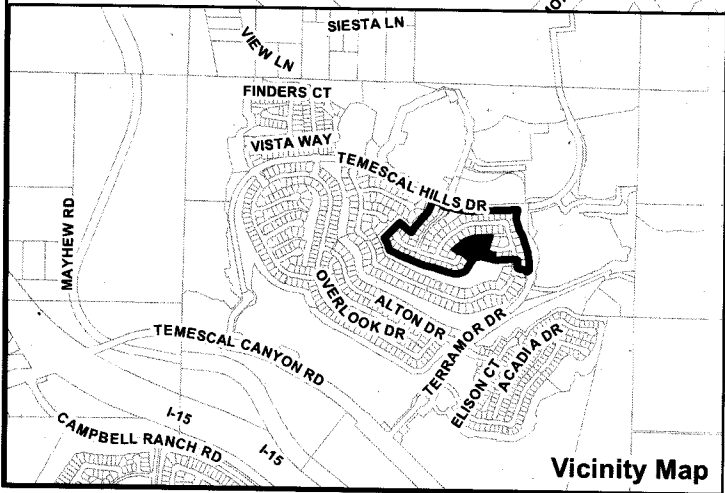 SIESTA LN
VIEW LN
FINDERS CT
VISTA WAY
TEMESCAL HILLS DR
MAYHEW RD
OVERLOOK DR
ALTON DR
TERRAMOR DR
TEMESCAL CANYON RD
ELISON CT
ACADIA DR
I-15
I-15
CAMPBELL RANCH RD
Vicinity Map